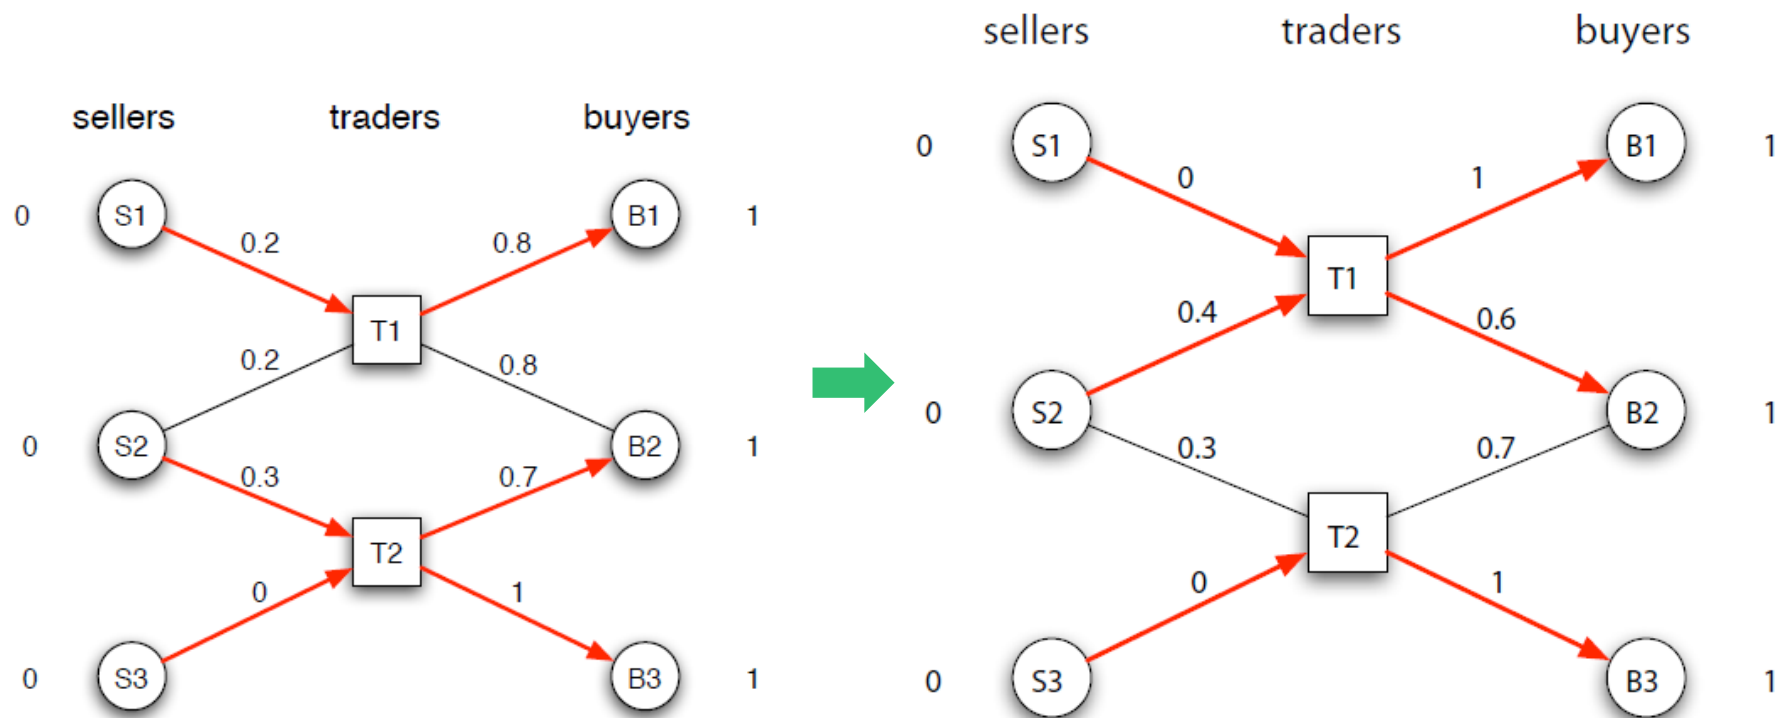 sellers traders buyers
0 S1 0.2 0.8 B1 1
T1
0.2 0.8
0 S2 B2 1
0.3 0.7
T2
0 1
0 S3 B3 1
sellers traders buyers
0 S1 0 1 B1 1
T1
0.4 0.6
0 S2 B2 1
0.3 0.7
T2
0 1
0 S3 B3 1